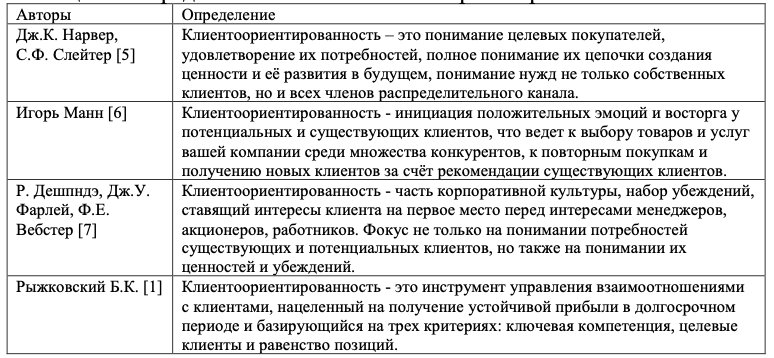 Авторы
Определение
Дж.К. Нарвер,
С.Ф. Слейтер [5]
Клиентоориентированность – это понимание целевых покупателей,
удовлетворение их потребностей, полное понимание их цепочки создания
ценности и её развития в будущем, понимание нужд не только собственных
клиентов, но и всех членов распределительного канала.
Игорь Манн [6]
Клиентоориентированность - инициация положительных эмоций и восторга у
потенциальных и существующих клиентов, что ведет к выбору товаров и услуг
вашей компании среди множества конкурентов, к повторным покупкам и
получению новых клиентов за счёт рекомендации существующих клиентов.
Р. Дешпндэ, Дж.У.
Фарлей, Ф.Е.
Вебстер [7]
Клиентоориентированность - часть корпоративной культуры, набор убеждений,
ставящий интересы клиента на первое место перед интересами менеджеров,
акционеров, работников. Фокус не только на понимании потребностей
существующих и потенциальных клиентов, но также на понимании их
ценностей и убеждений.
Рыжковский Б.К. [1]
Клиентоориентированность - это инструмент управления взаимоотношениями
с клиентами, нацеленный на получение устойчивой прибыли в долгосрочном
периоде и базирующийся на трех критериях: ключевая компетенция, целевые
клиенты и равенство позиций.